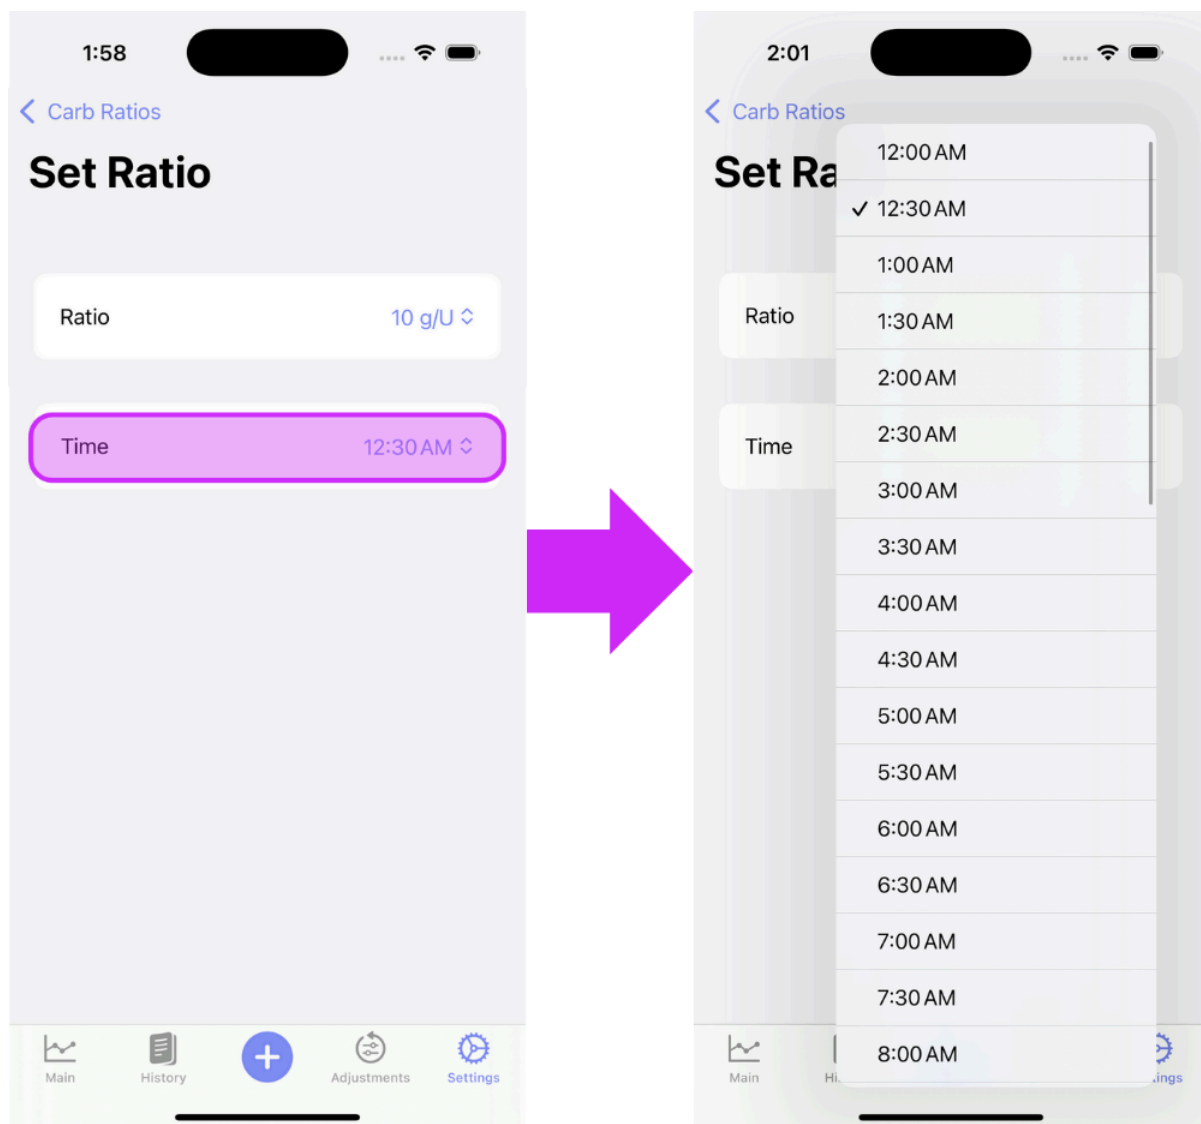 1:58
Carb Ratios
Set Ratio
Ratio 10 g/U
Time 12:30 AM
Main History Adjustments Settings
2:01
Carb Ratios
Set Ra
Ratio
Time
12:00 AM
12:30 AM
1:00 AM
1:30 AM
2:00 AM
2:30 AM
3:00 AM
3:30 AM
4:00 AM
4:30 AM
5:00 AM
5:30 AM
6:00 AM
6:30 AM
7:00 AM
7:30 AM
8:00 AM
Main Hi ings